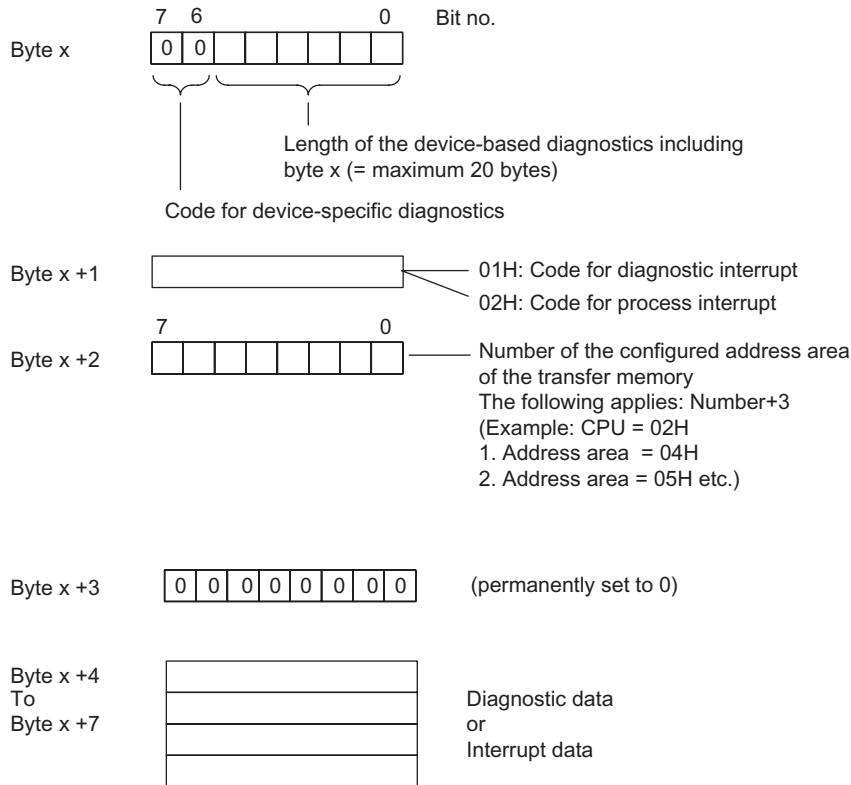 7 6 0 Bit no.
Byte x 0 0
Length of the device-based diagnostics including
byte x (= maximum 20 bytes)
Code for device-specific diagnostics
Byte x +1 01H: Code for diagnostic interrupt
02H: Code for process interrupt
7 0
Byte x +2 Number of the configured address area
of the transfer memory
The following applies: Number+3
(Example: CPU = 02H
1. Address area = 04H
2. Address area = 05H etc.)
Byte x +3 0 0 0 0 0 0 0 0 (permanently set to 0)
Byte x +4
To
Byte x +7
Diagnostic data
or
Interrupt data